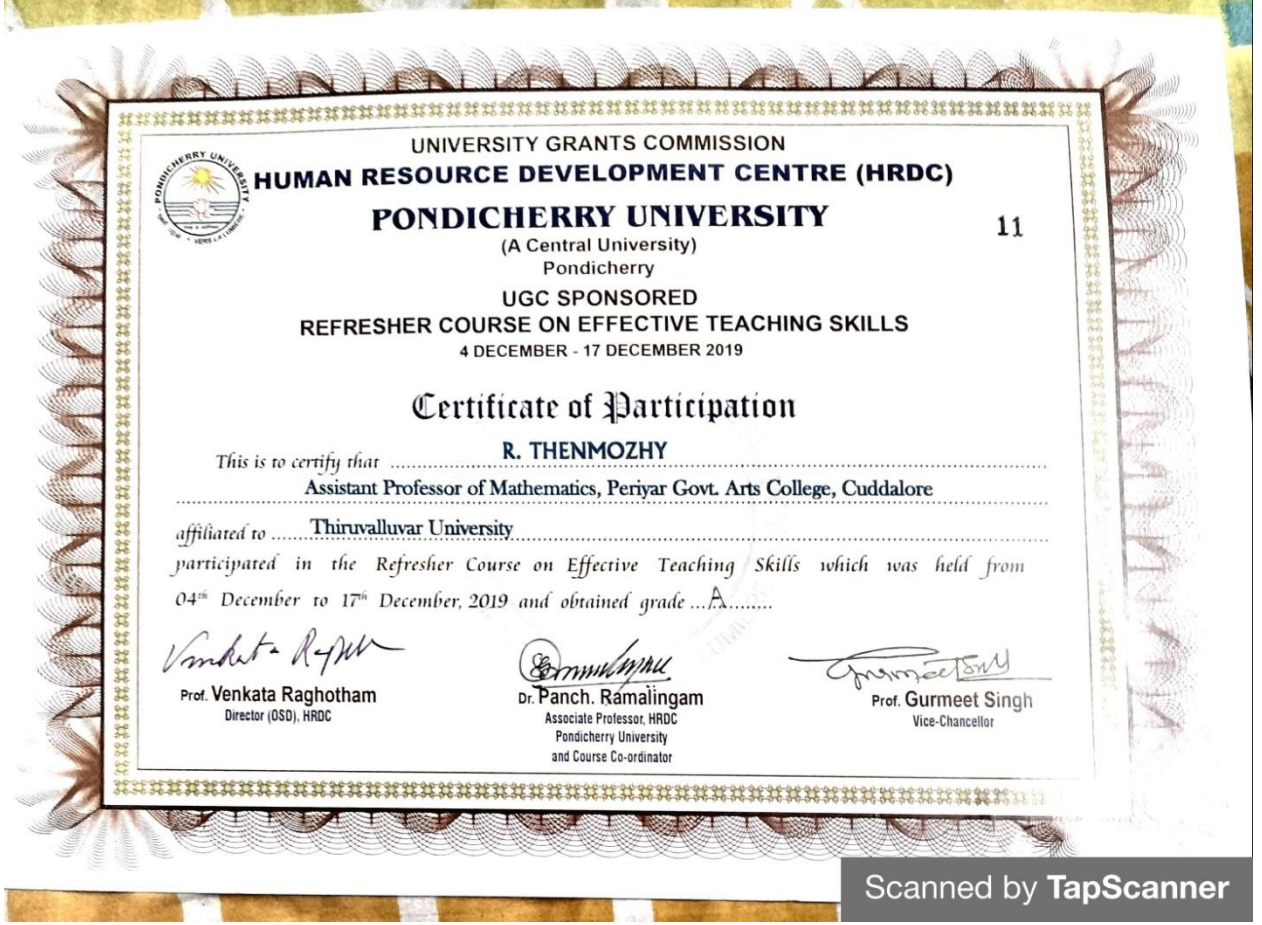 UNIVERSITY GRANTS COMMISSION
HUMAN RESOURCE DEVELOPMENT CENTRE (HRDC)
PONDICHERRY UNIVERSITY
PONDICHERRY UNIVERSITY
VERS LA LUMIERE
11
(A Central University)
Pondicherry
UGC SPONSORED
REFRESHER COURSE ON EFFECTIVE TEACHING SKILLS
4 DECEMBER - 17 DECEMBER 2019
Certificate of Participation
This is to certify that R. THENMOZHY
Assistant Professor of Mathematics, Periyar Govt. Arts College, Cuddalore
affiliated to ......Thiruvalluvar University
participated in the Refresher Course on Effective Teaching Skills which was held from
04th December to 17th December, 2019 and obtained grade ...A.........
Prof. Venkata Raghotham
Director (OSD), HRDC
Dr. Panch. Ramalingam
Associate Professor, HRDC
Pondicherry University
and Course Co-ordinator
Prof. Gurmeet Singh
Vice-Chancellor
Scanned by TapScanner